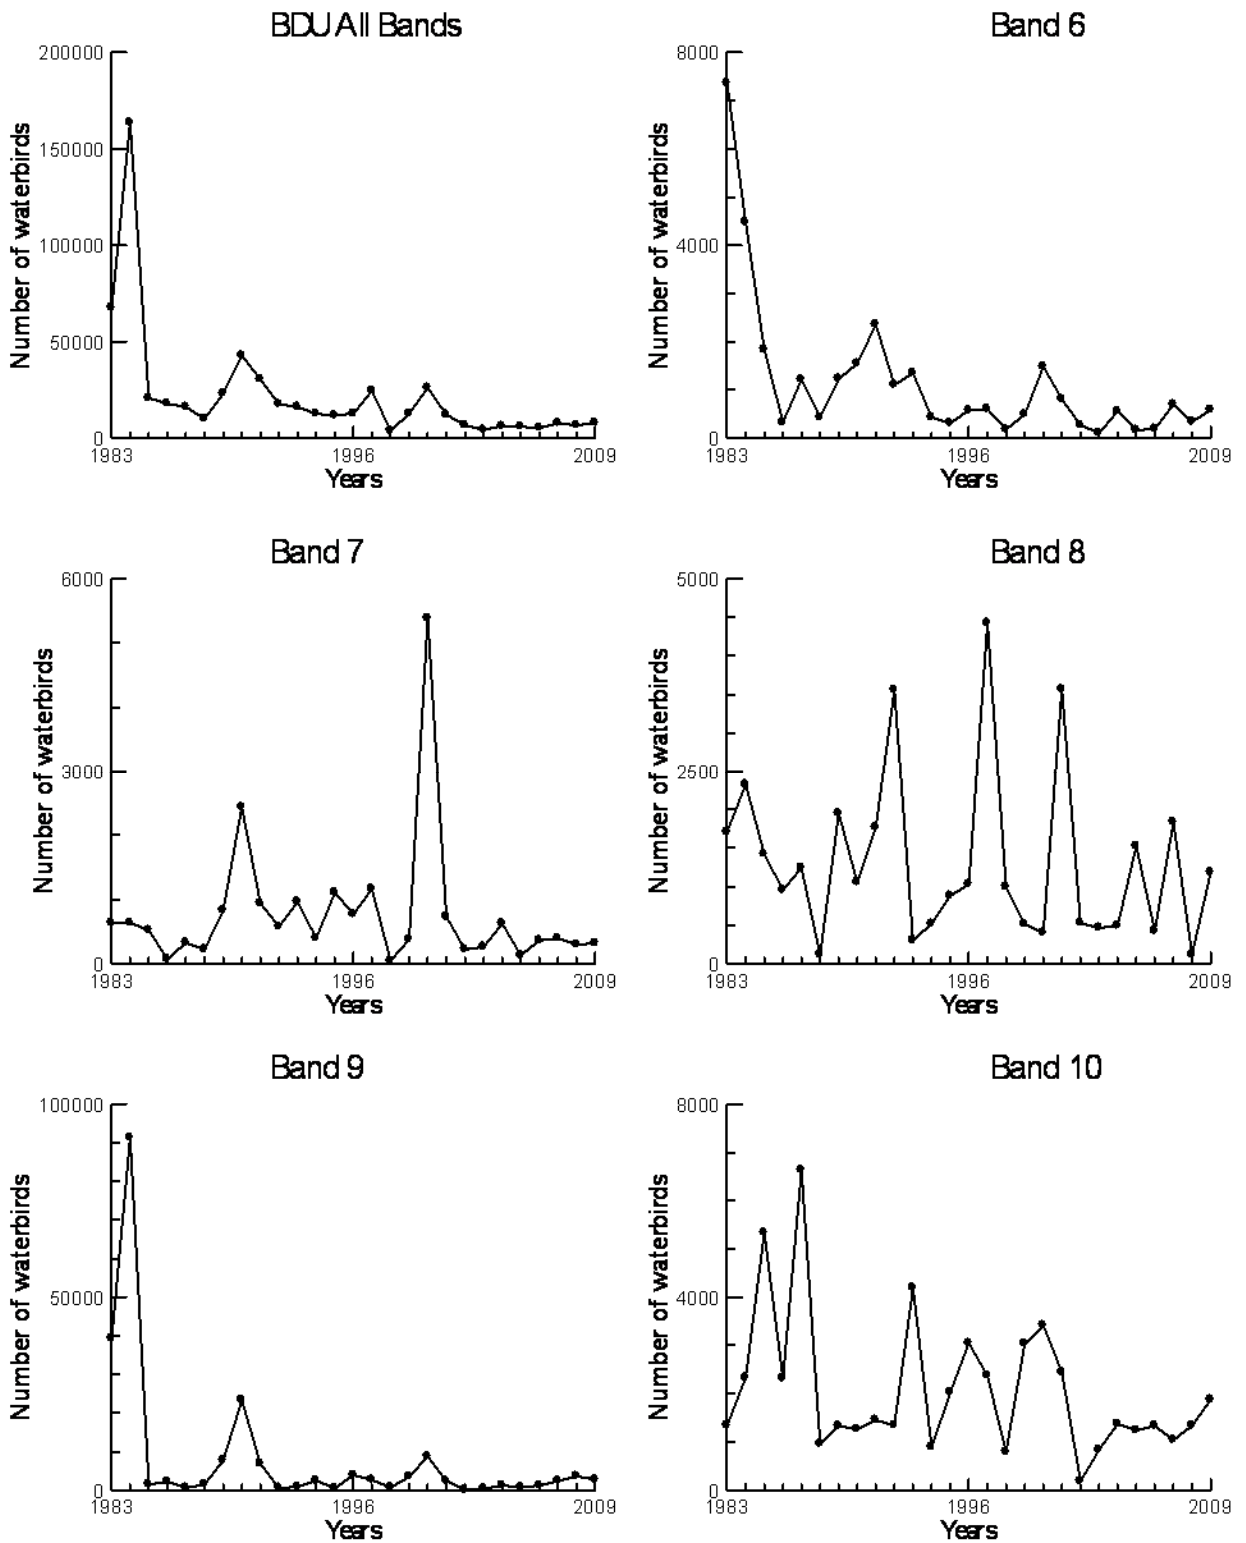 BDU All Bands
Number of waterbirds
200000
150000
100000
50000
0
1983
1996
2009
Years
Band 6
Number of waterbirds
8000
4000
0
1983
1996
2009
Years
Band 7
Number of waterbirds
6000
3000
0
1983
1996
2009
Years
Band 8
Number of waterbirds
5000
2500
0
1983
1996
2009
Years
Band 9
Number of waterbirds
100000
50000
0
1983
1996
2009
Years
Band 10
Number of waterbirds
8000
4000
0
1983
1996
2009
Years